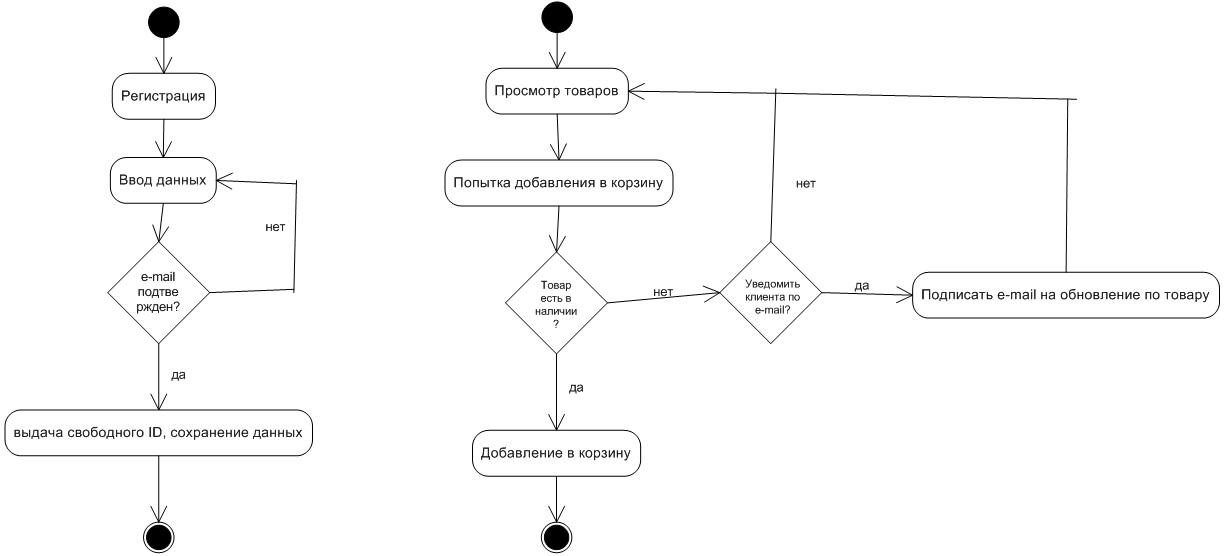 Регистрация
Ввод данных
нет
e-mail
подтве
ржден?
да
выдача свободного ID, сохранение данных
Просмотр товаров
Попытка добавления в корзину
нет
Товар
есть в
наличии
?
нет
Уведомить
клиента по
e-mail?
да
Подписать e-mail на обновление по товару
да
Добавление в корзину